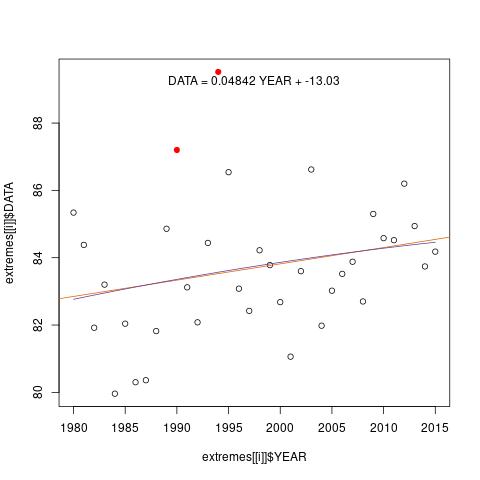 DATA = 0.04842 YEAR + -13.03
extremes[[i]]$DATA
88
86
84
82
80
1980 1985 1990 1995 2000 2005 2010 2015
extremes[[i]]$YEAR